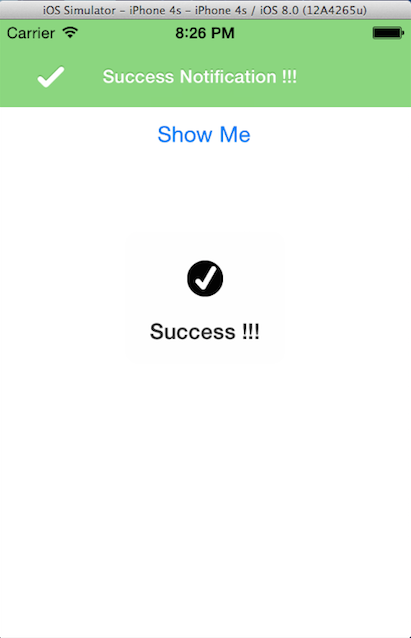 iOS Simulator – iPhone 4s – iPhone 4s / iOS 8.0 (12A4265u)
Carrier 8:26 PM
Success Notification !!!
Show Me
Success !!!